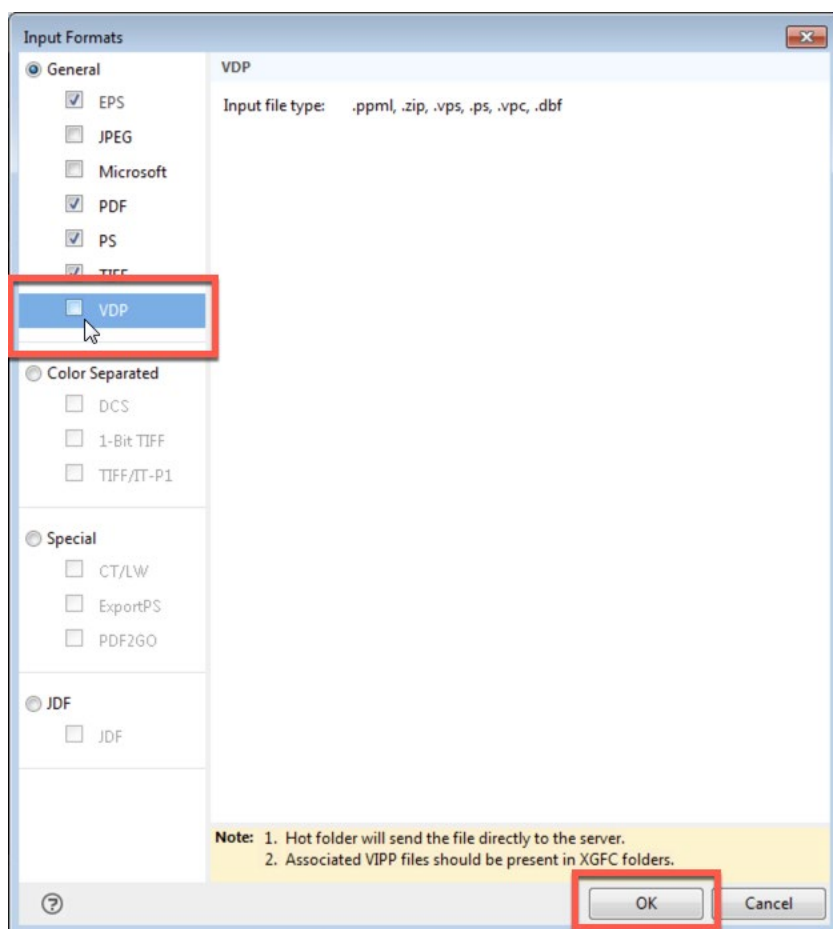 Input Formats
General
EPS
JPEG
Microsoft
PDF
PS
TIFF
VDP
Color Separated
DCS
1-Bit TIFF
TIFF/IT-P1
Special
CT/LW
ExportPS
PDF2GO
JDF
JDF
VDP
Input file type: .ppml, .zip, .vps, .ps, .vpc, .dbf
Note: 1. Hot folder will send the file directly to the server.
2. Associated VIPP files should be present in XGFC folders.
? OK Cancel